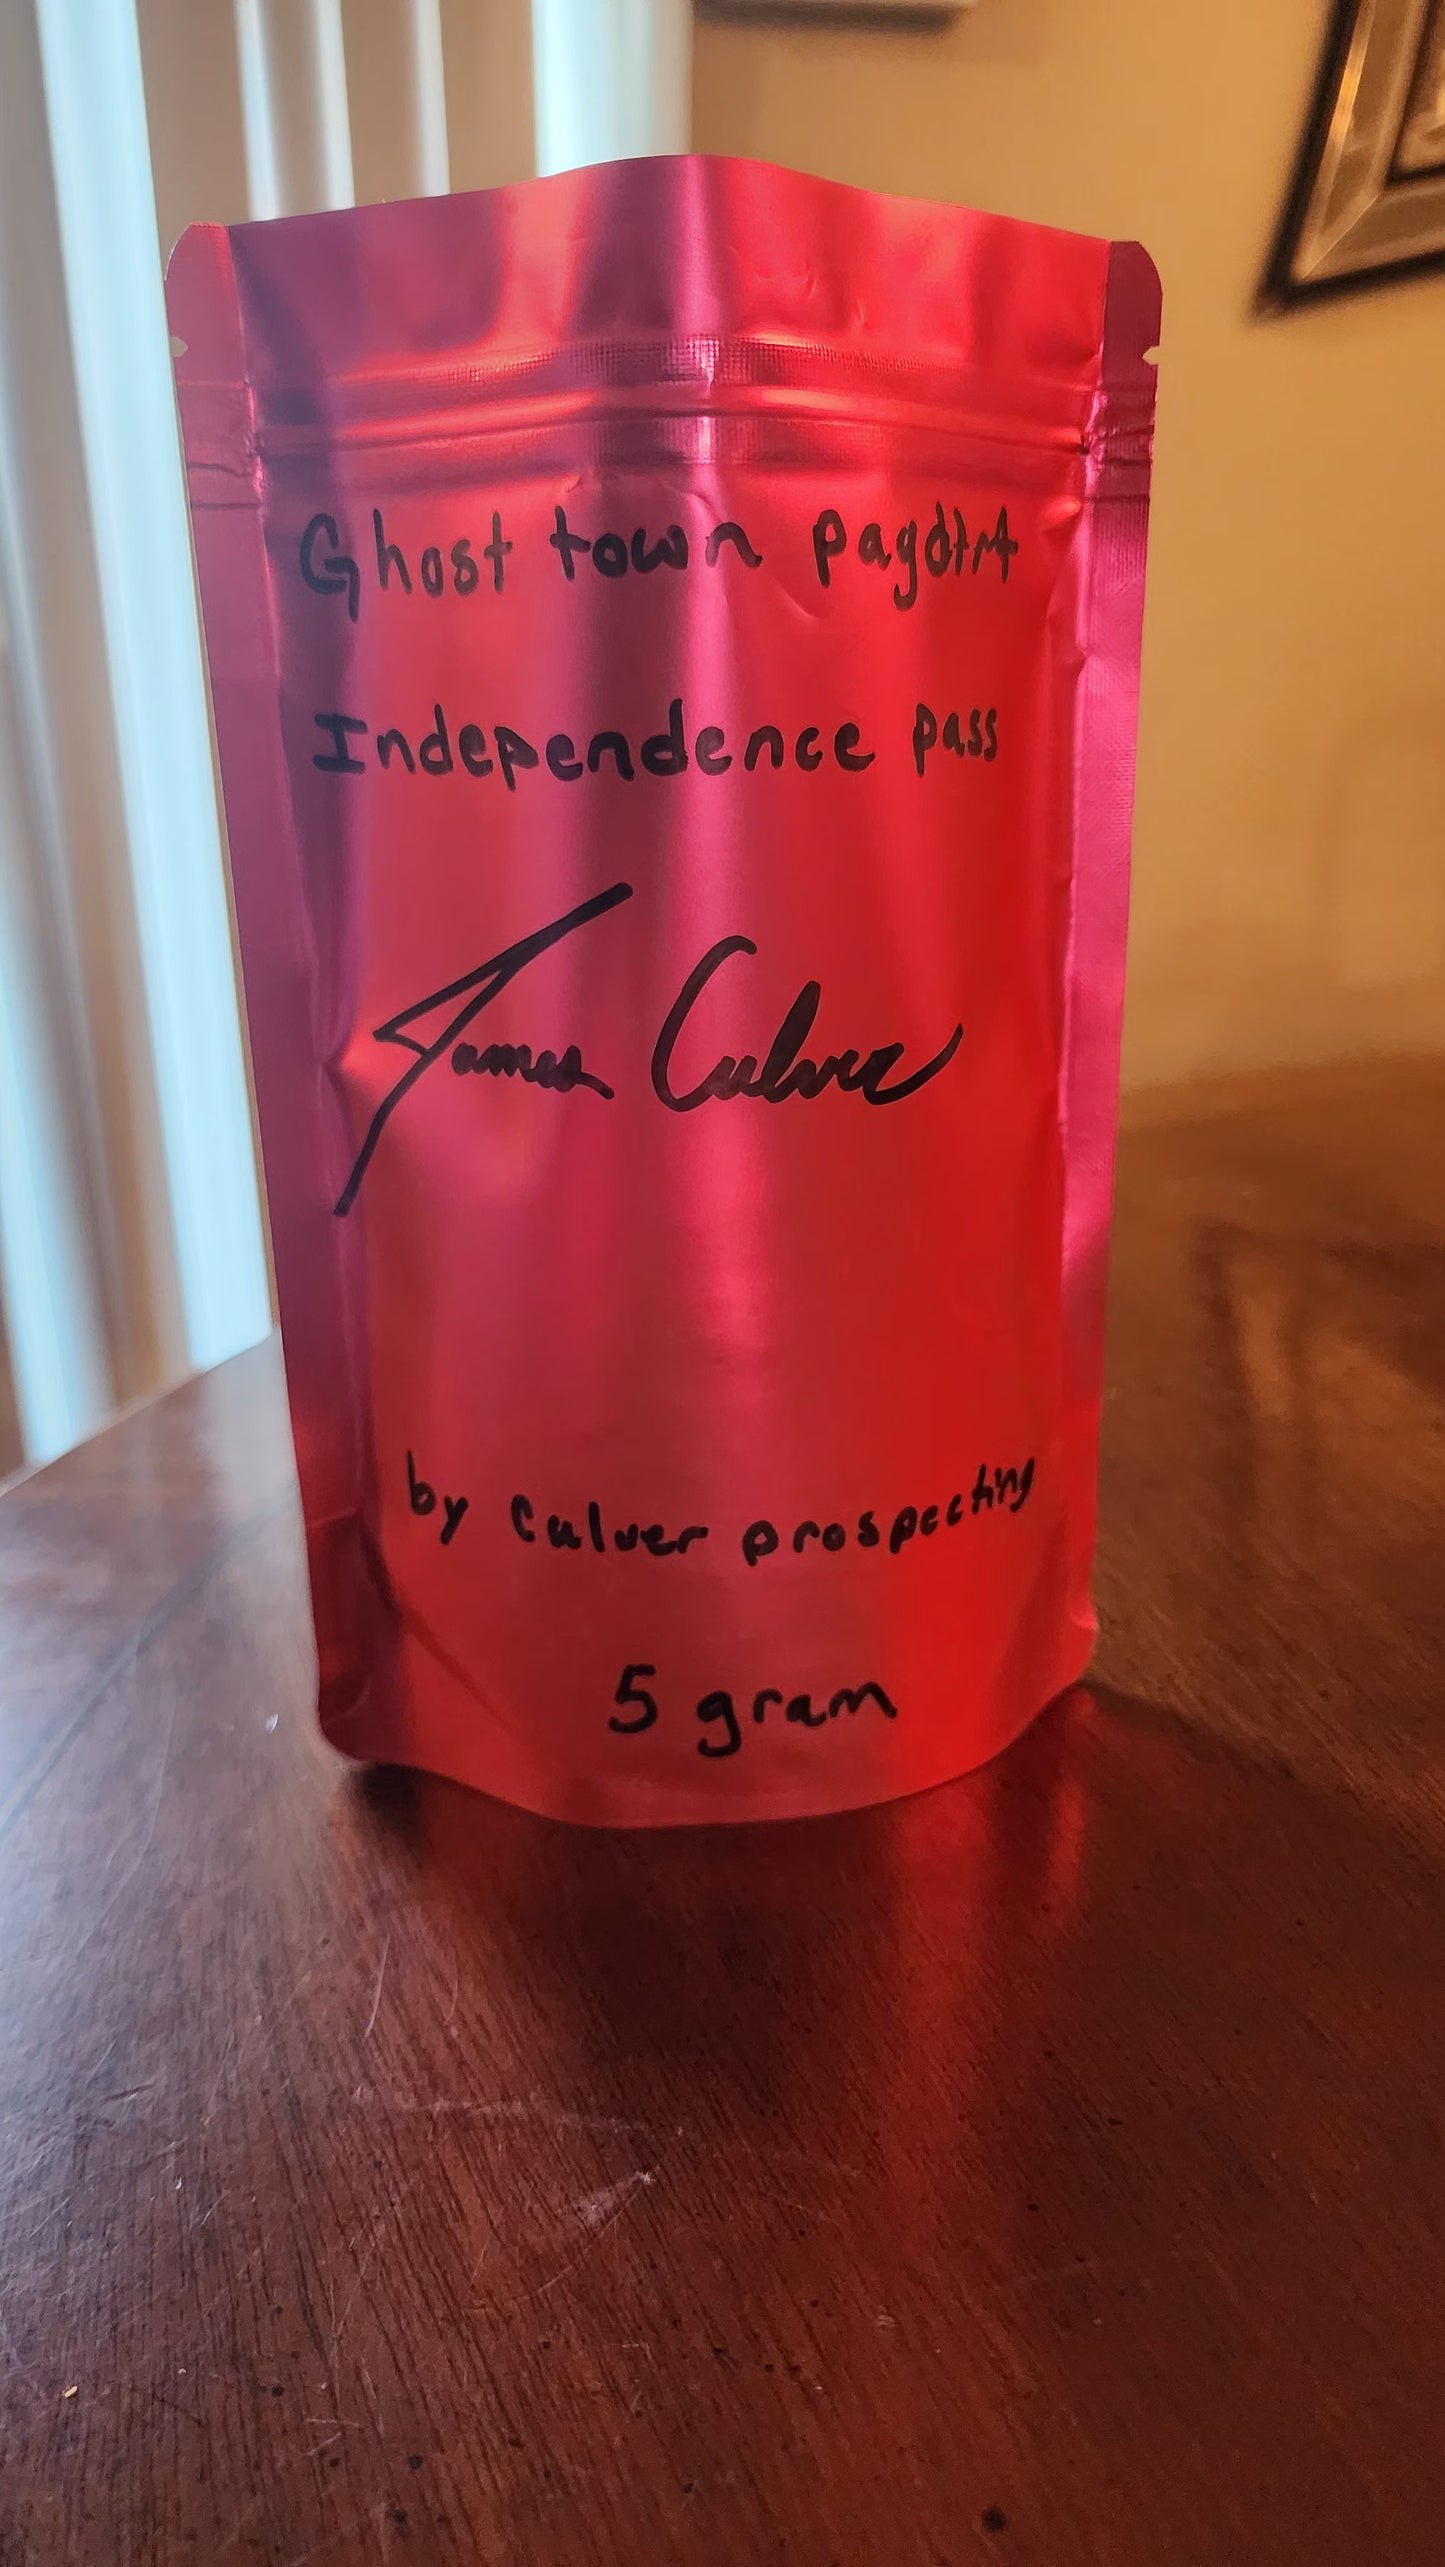 Ghost town paydirt
Independence pass
James Culver
by Culver prospecting
5 gram